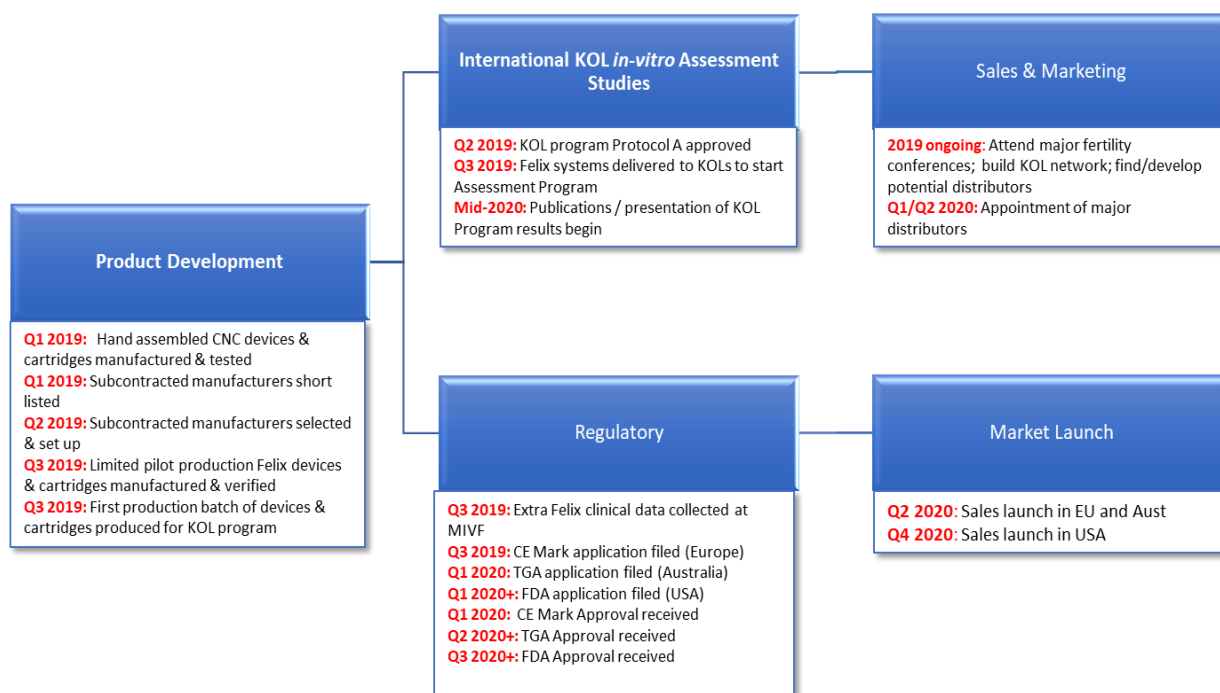 Product Development
Q1 2019: Hand assembled CNC devices &
cartridges manufactured & tested
Q1 2019: Subcontracted manufacturers short
listed
Q2 2019: Subcontracted manufacturers selected
& set up
Q3 2019: Limited pilot production Felix devices
& cartridges manufactured & verified
Q3 2019: First production batch of devices &
cartridges produced for KOL program
International KOL in-vitro Assessment
Studies
Q2 2019: KOL program Protocol A approved
Q3 2019: Felix systems delivered to KOLs to start
Assessment Program
Mid-2020: Publications / presentation of KOL
Program results begin
Sales & Marketing
2019 ongoing: Attend major fertility
conferences; build KOL network; find/develop
potential distributors
Q1/Q2 2020: Appointment of major
distributors
Regulatory
Q3 2019: Extra Felix clinical data collected at
MIVF
Q3 2019: CE Mark application filed (Europe)
Q1 2020: TGA application filed (Australia)
Q1 2020+: FDA application filed (USA)
Q1 2020: CE Mark Approval received
Q2 2020+: TGA Approval received
Q3 2020+: FDA Approval received
Market Launch
Q2 2020: Sales launch in EU and Aust
Q4 2020: Sales launch in USA